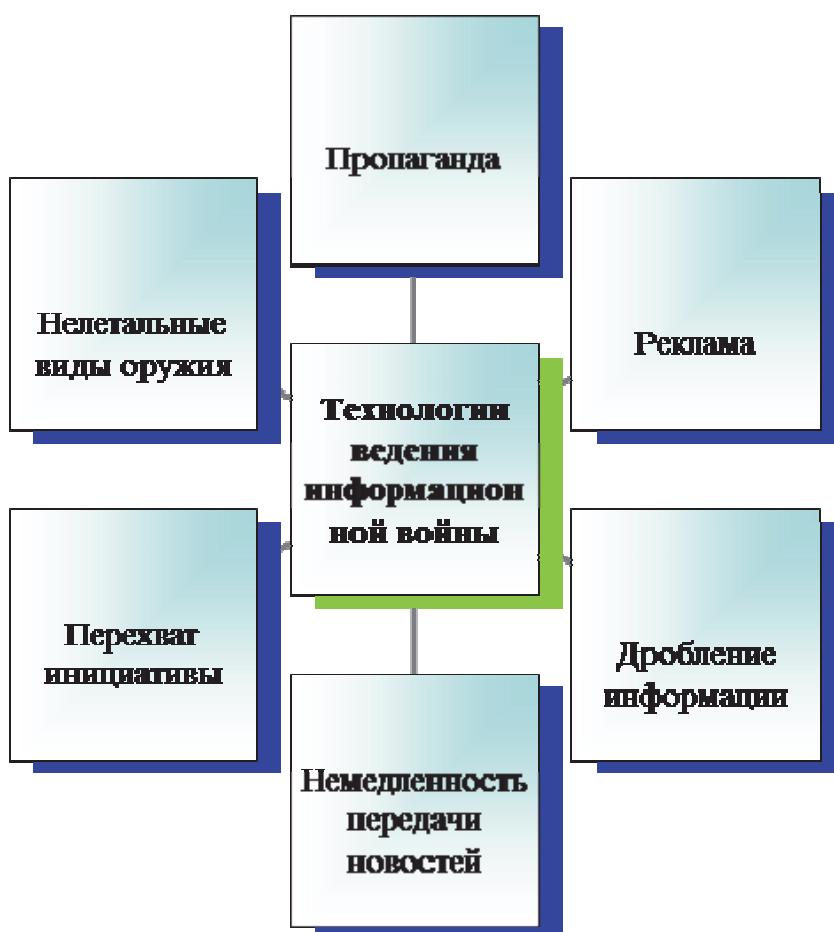 Пропаганда
Нелетальные
виды оружия
Реклама
Технологии
ведения
информацион
ной войны
Перехват
инициативы
Дробление
информации
Немедленность
передачи
новостей